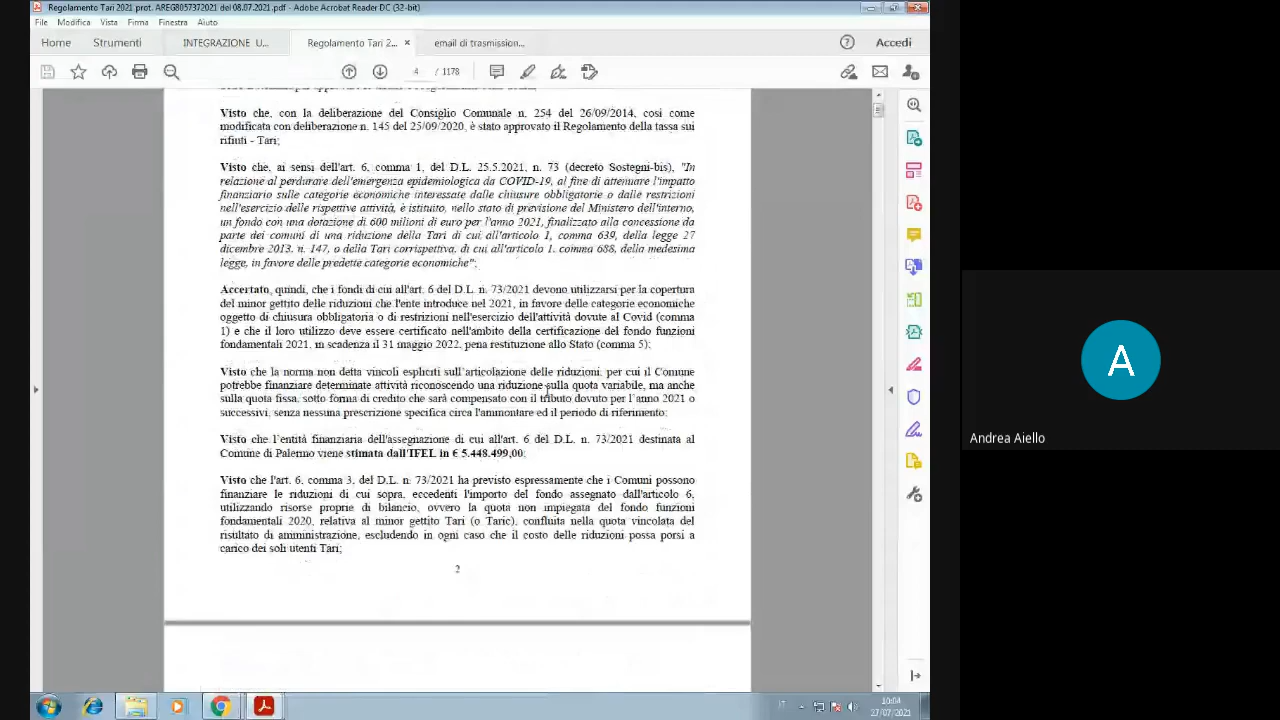 Regolamento Tari 2021 prot. AREG8057372021 del 08.07.2021.pdf - Adobe Acrobat Reader DC (32-bit)
File Modifica Vista Firma Finestra Aiuto
Home Strumenti INTEGRAZIONE U... Regolamento Tari 2... × email di trasmission... Accedi
4 / 1178
Visto che, con la deliberazione del Consiglio Comunale n. 254 del 26/09/2014, così come
modificata con deliberazione n. 145 del 25/09/2020, è stato approvato il Regolamento della tassa sui
rifiuti - Tari;
Visto che, ai sensi dell'art. 6, comma 1, del D.L. 25.5.2021, n. 73 (decreto Sostegni-bis), "In
relazione al perdurare dell'emergenza epidemiologica da COVID-19, al fine di attenuare l'impatto
finanziario sulle categorie economiche interessate dalle chiusure obbligatorie o dalle restrizioni
nell'esercizio delle rispettive attività, è istituito, nello stato di previsione del Ministero dell'interno,
un fondo con una dotazione di 600 milioni di euro per l'anno 2021, finalizzato alla concessione da
parte dei comuni di una riduzione della Tari di cui all'articolo 1, comma 639, della legge 27
dicembre 2013, n. 147, o della Tari corrispettiva, di cui all'articolo 1, comma 688, della medesima
legge, in favore delle predette categorie economiche";
Accertato, quindi, che i fondi di cui all'art. 6 del D.L. n. 73/2021 devono utilizzarsi per la copertura
del minor gettito delle riduzioni che l'ente introduce nel 2021, in favore delle categorie economiche
oggetto di chiusura obbligatoria o di restrizioni nell'esercizio dell'attività dovute al Covid (comma
1) e che il loro utilizzo deve essere certificato nell'ambito della certificazione del fondo funzioni
fondamentali 2021, in scadenza il 31 maggio 2022, pena restituzione allo Stato (comma 5);
Visto che la norma non detta vincoli espliciti sull'articolazione delle riduzioni, per cui il Comune
potrebbe finanziare determinate attività riconoscendo una riduzione sulla quota variabile, ma anche
sulla quota fissa, sotto forma di credito che sarà compensato con il tributo dovuto per l'anno 2021 o
successivi, senza nessuna prescrizione specifica circa l'ammontare ed il periodo di riferimento;
Visto che l'entità finanziaria dell'assegnazione di cui all'art. 6 del D.L. n. 73/2021 destinata al
Comune di Palermo viene stimata dall'IFEL in € 5.448.499,00;
Visto che l'art. 6, comma 3, del D.L. n. 73/2021 ha previsto espressamente che i Comuni possono
finanziare le riduzioni di cui sopra, eccedenti l'importo del fondo assegnato dall'articolo 6,
utilizzando risorse proprie di bilancio, ovvero la quota non impiegata del fondo funzioni
fondamentali 2020, relativa al minor gettito Tari (o Taric), confluita nella quota vincolata del
risultato di amministrazione, escludendo in ogni caso che il costo delle riduzioni possa porsi a
carico dei soli utenti Tari;
2
A
Andrea Aiello
IT
10:04
27/07/2021